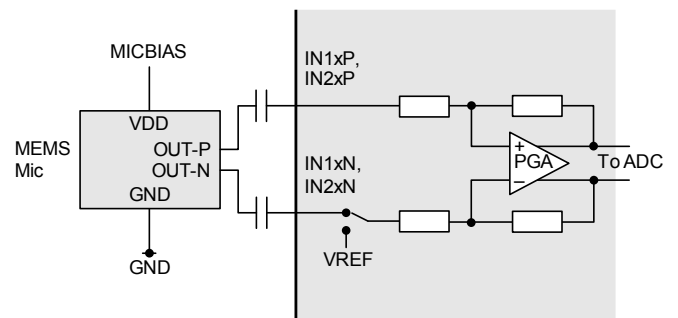 MICBIAS
IN1xP,
IN2xP
VDD
MEMS
Mic
OUT-P
OUT-N
GND
+
PGA
–
To ADC
IN1xN,
IN2xN
VREF
GND